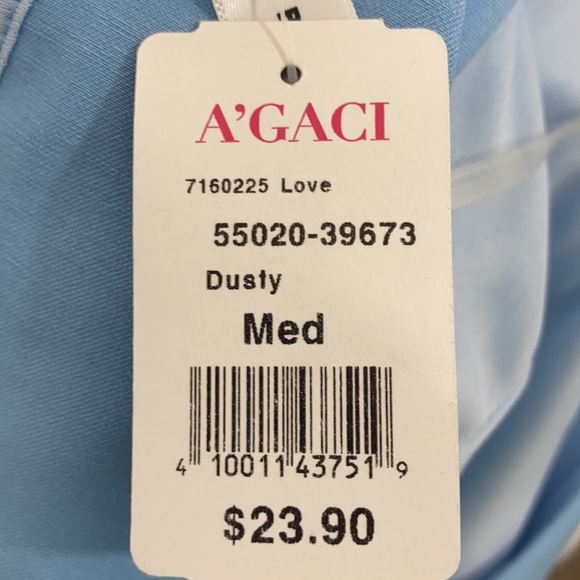 A'GACI
7160225 Love
55020-39673
Dusty
Med
4 10011 43751 9
$23.90